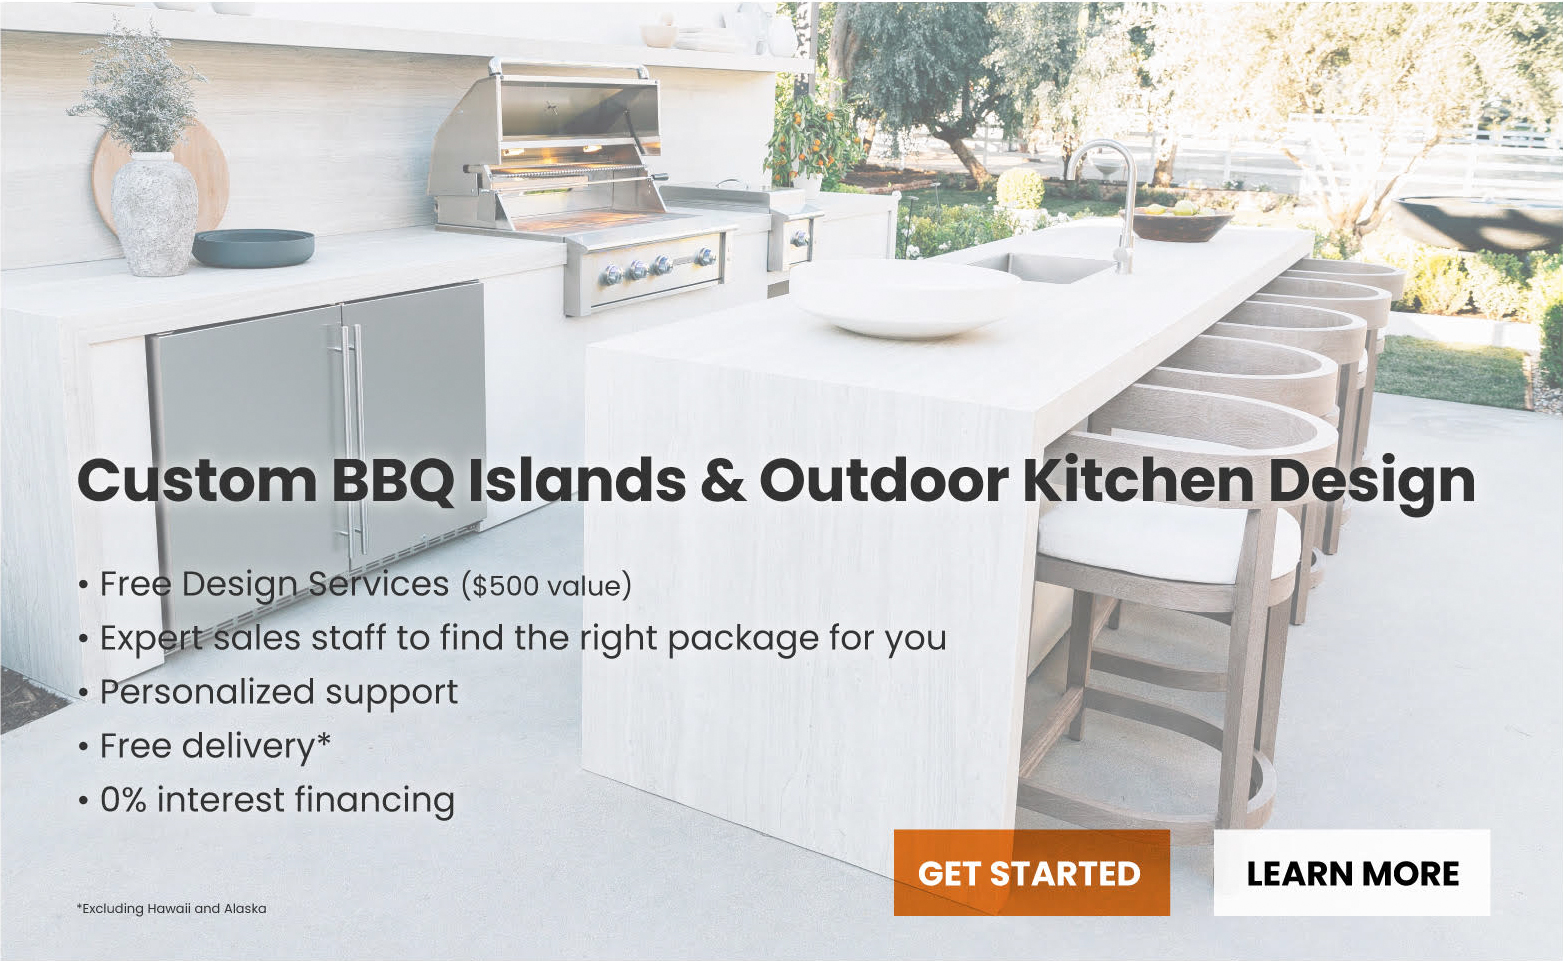 Custom BBQ Islands & Outdoor Kitchen Design
• Free Design Services ($500 value)
• Expert sales staff to find the right package for you
• Personalized support
• Free delivery*
• 0% interest financing
GET STARTED
LEARN MORE
*Excluding Hawaii and Alaska